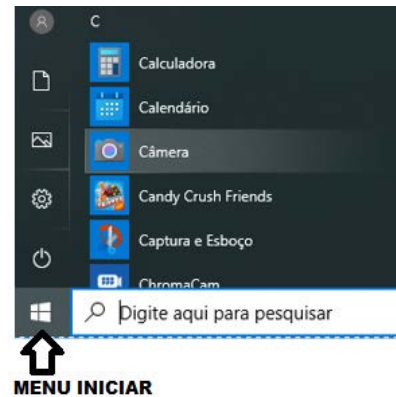 C
Calculadora
Calendário
Câmera
Candy Crush Friends
Captura e Esboço
ChromaCam
Digite aqui para pesquisar
MENU INICIAR